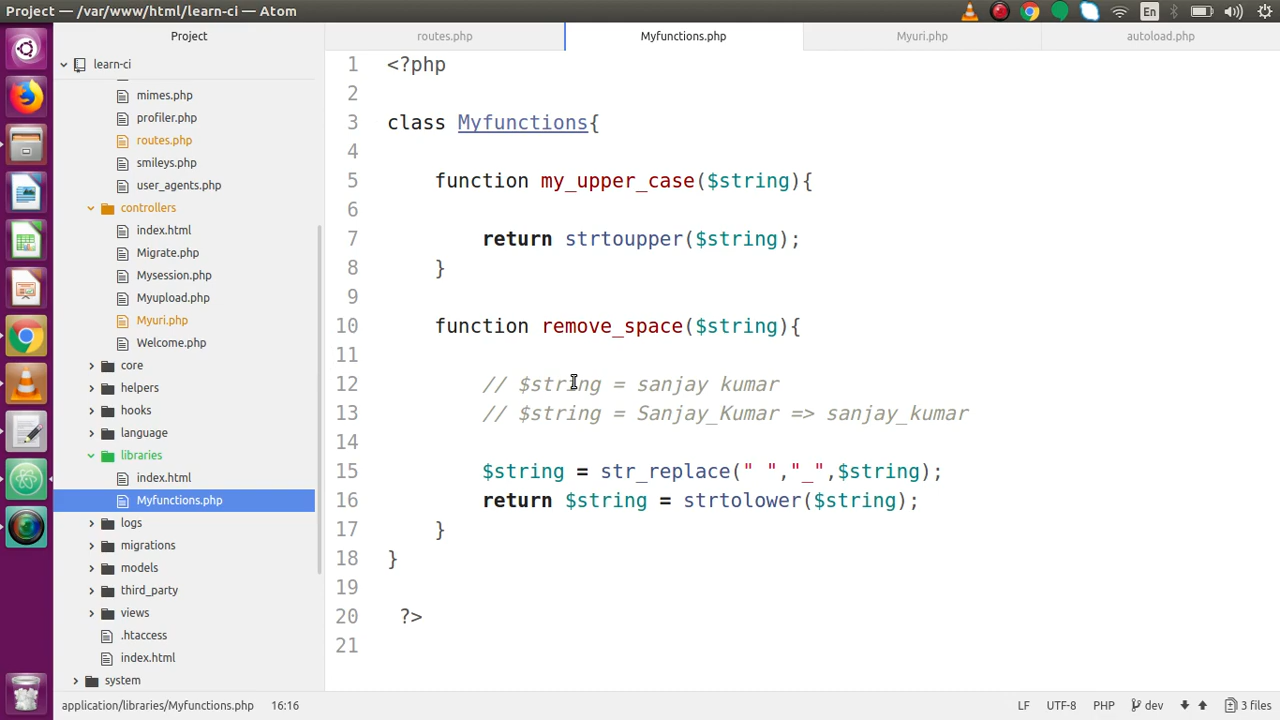 Project — /var/www/html/learn-ci — Atom
En
Project
routes.php
Myfunctions.php
Myuri.php
autoload.php
learn-ci
mimes.php
profiler.php
routes.php
smileys.php
user_agents.php
controllers
index.html
Migrate.php
Mysession.php
Myupload.php
Myuri.php
Welcome.php
core
helpers
hooks
language
libraries
index.html
Myfunctions.php
logs
migrations
models
third_party
views
.htaccess
index.html
system
1 <?php
2
3 class Myfunctions{
4
5 function my_upper_case($string){
6
7 return strtoupper($string);
8 }
9
10 function remove_space($string){
11
12 // $string = sanjay kumar
13 // $string = Sanjay_Kumar => sanjay_kumar
14
15 $string = str_replace(" ","_",$string);
16 return $string = strtolower($string);
17 }
18 }
19
20 ?>
21
application/libraries/Myfunctions.php 16:16
LF UTF-8 PHP dev 3 files